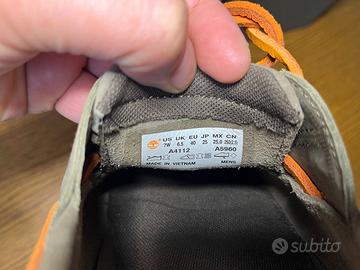 US UK EU JP MX CN
7W 6.5 40 25 25,0 250(2.5)
A4112 A5960
MADE IN VIETNAM MENS
subito